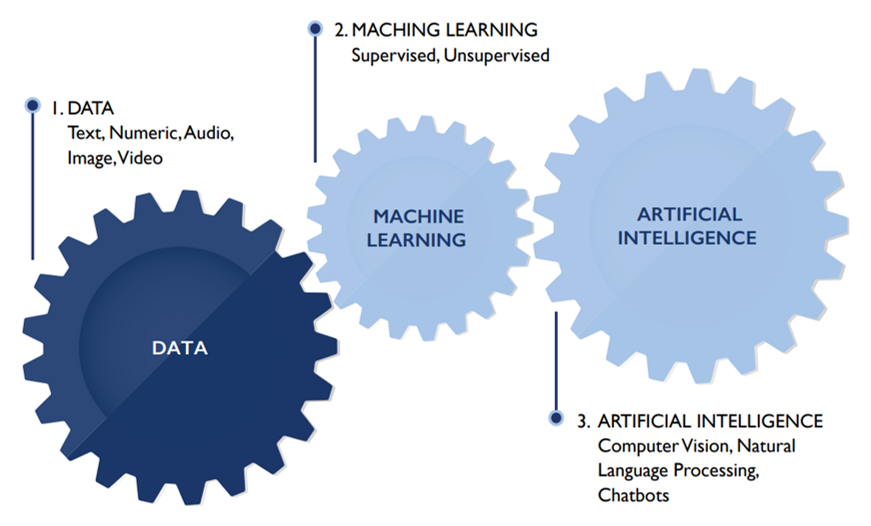 2. MACHING LEARNING
Supervised, Unsupervised
1. DATA
Text, Numeric, Audio,
Image, Video
MACHINE
LEARNING
ARTIFICIAL
INTELLIGENCE
DATA
3. ARTIFICIAL INTELLIGENCE
Computer Vision, Natural
Language Processing,
Chatbots